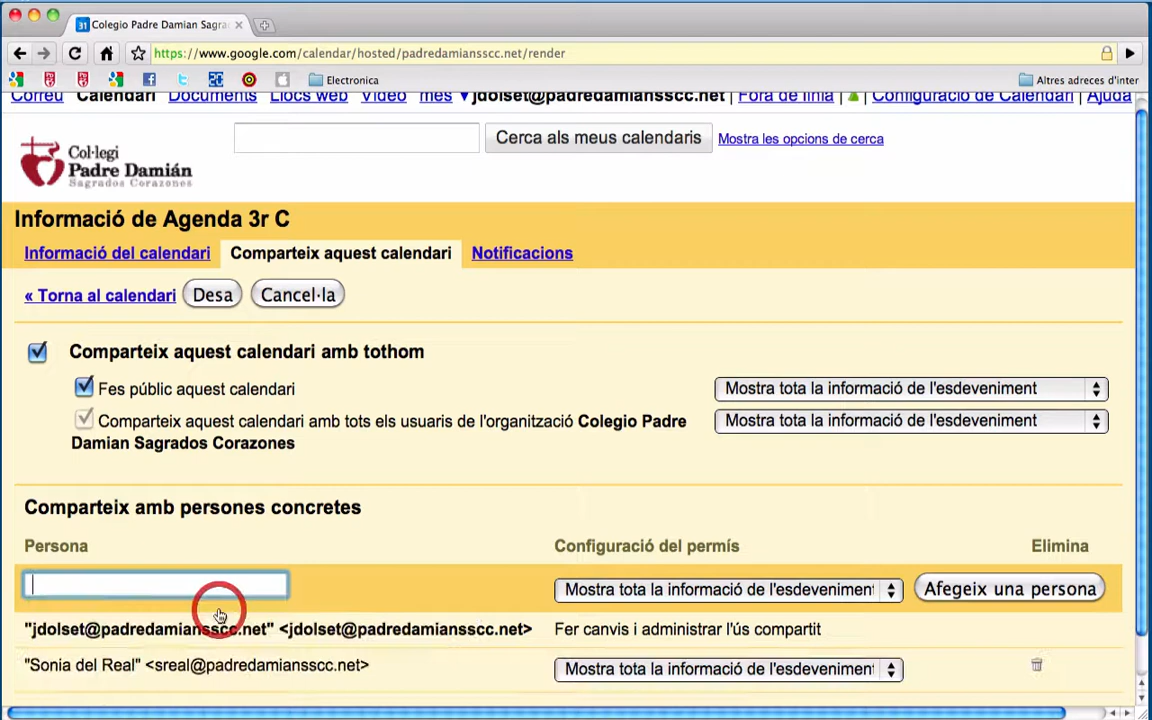 Colegio Padre Damian Sagra
https://www.google.com/calendar/hosted/padredamiansscc.net/render
Electronica
Altres adreces d'inter
Correu Calendari Documents Llocs web Vídeo més ▼ jdolset@padredamiansscc.net | Fora de línia | Configuració de Calendari | Ajuda
Col·legi
Padre Damián
Sagrados Corazones
Cerca als meus calendaris
Mostra les opcions de cerca
Informació de Agenda 3r C
Informació del calendari Comparteix aquest calendari Notificacions
« Torna al calendari Desa Cancel·la
Comparteix aquest calendari amb tothom
Fes públic aquest calendari Mostra tota la informació de l'esdeveniment
Comparteix aquest calendari amb tots els usuaris de l'organització Colegio Padre Mostra tota la informació de l'esdeveniment
Damian Sagrados Corazones
Comparteix amb persones concretes
Persona Configuració del permís Elimina
Mostra tota la informació de l'esdeveniment Afegeix una persona
"jdolset@padredamiansscc.net" <jdolset@padredamiansscc.net> Fer canvis i administrar l'ús compartit
"Sonia del Real" <sreal@padredamiansscc.net> Mostra tota la informació de l'esdeveniment